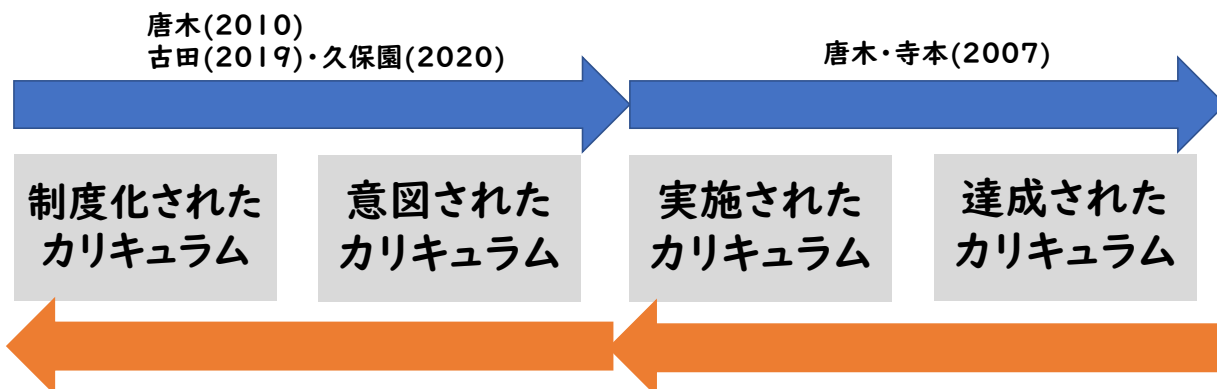 唐木(2010)
古田(2019)・久保園(2020)
唐木・寺本(2007)
制度化された
カリキュラム
意図された
カリキュラム
実施された
カリキュラム
達成された
カリキュラム